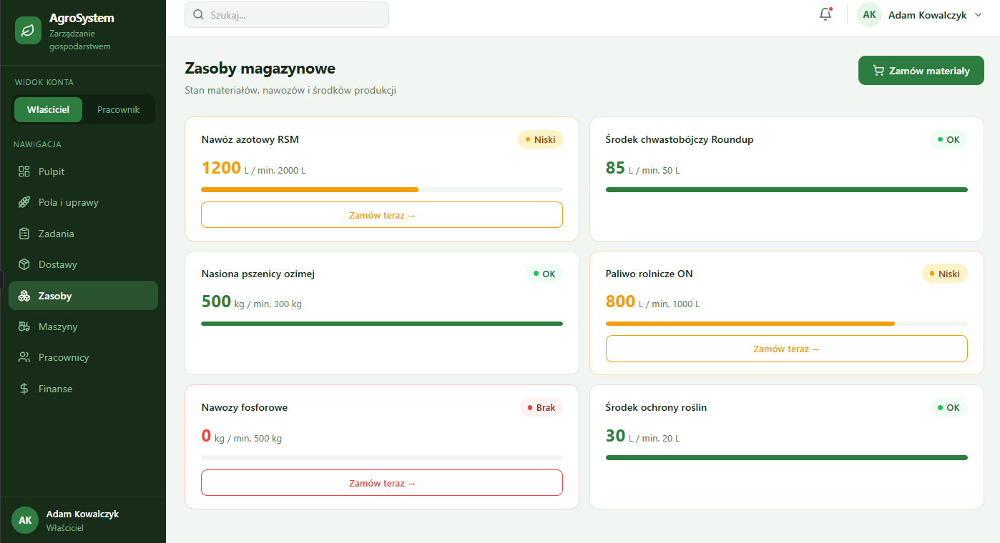 AgroSystem
Zarządzanie
gospodarstwem
WIDOK KONTA
Właściciel
Pracownik
NAWIGACJA
Pulpit
Pola i uprawy
Zadania
Dostawy
Zasoby
Maszyny
Pracownicy
Finanse
AK
Adam Kowalczyk
Właściciel
Szukaj...
AK
Adam Kowalczyk
Zasoby magazynowe
Stan materiałów, nawozów i środków produkcji
Zamów materiały
Nawóz azotowy RSM
Niski
1200 L / min. 2000 L
Zamów teraz →
Środek chwastobójczy Roundup
OK
85 L / min. 50 L
Nasiona pszenicy ozimej
OK
500 kg / min. 300 kg
Paliwo rolnicze ON
Niski
800 L / min. 1000 L
Zamów teraz →
Nawozy fosforowe
Brak
0 kg / min. 500 kg
Zamów teraz →
Środek ochrony roślin
OK
30 L / min. 20 L